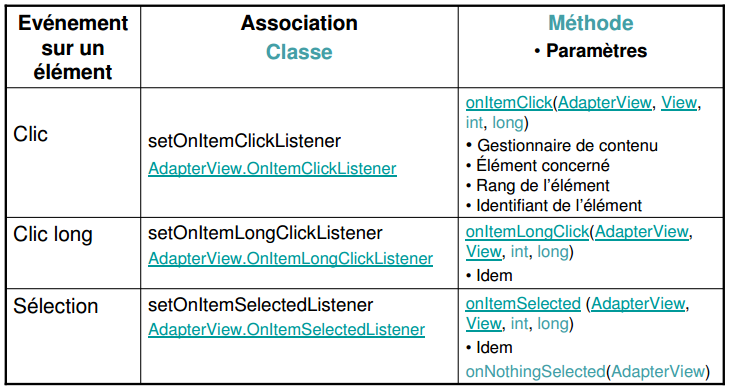 Evénement
sur un
élément
Association
Classe
Méthode
• Paramètres
Clic
setOnItemClickListener
AdapterView.OnItemClickListener
onItemClick(AdapterView, View,
int, long)
• Gestionnaire de contenu
• Élément concerné
• Rang de l'élément
• Identifiant de l'élément
Clic long
setOnItemLongClickListener
AdapterView.OnItemLongClickListener
onItemLongClick(AdapterView,
View, int, long)
• Idem
Sélection
setOnItemSelectedListener
AdapterView.OnItemSelectedListener
onItemSelected (AdapterView,
View, int, long)
• Idem
onNothingSelected(AdapterView)